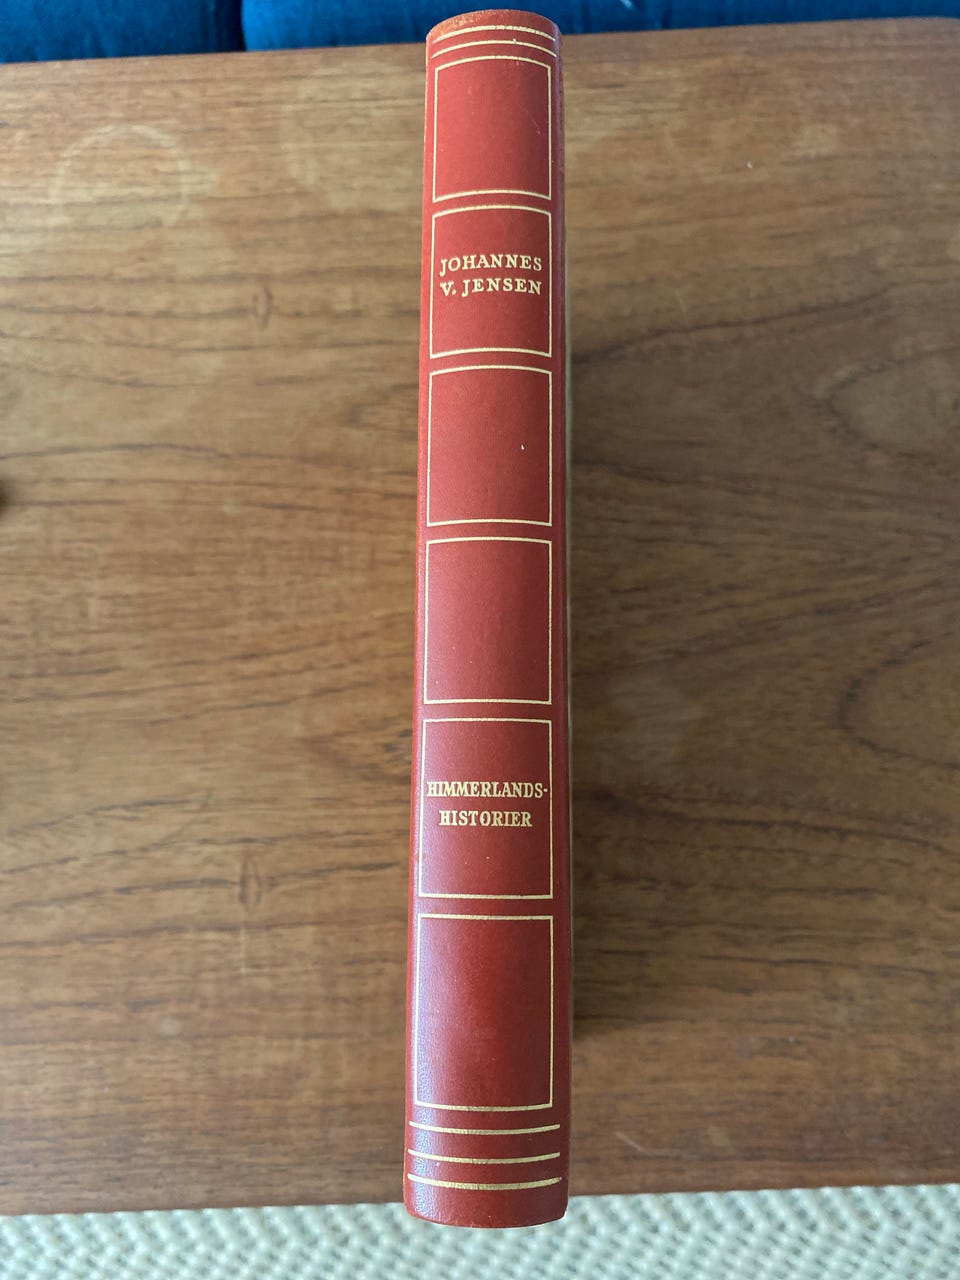 JOHANNES
V. JENSEN
HIMMERLANDS-
HISTORIER